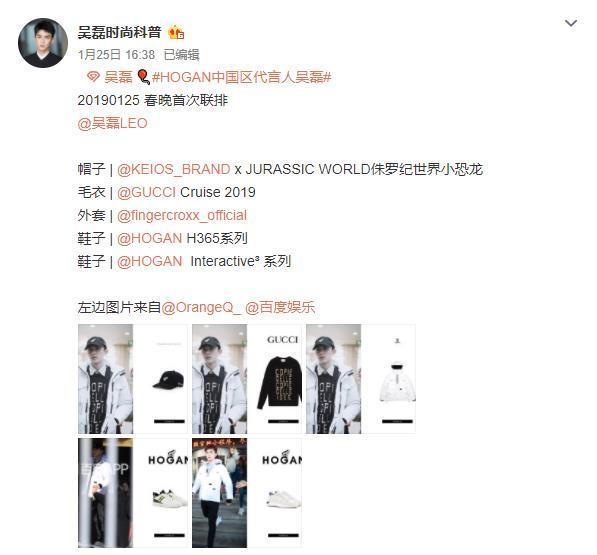 吴磊时尚科普
1月25日 16:38 已编辑
吴磊 #HOGAN中国区代言人吴磊#
20190125 春晚首次联排
@吴磊LEO
帽子 | @KEIOS_BRAND x JURASSIC WORLD侏罗纪世界小恐龙
毛衣 | @GUCCI Cruise 2019
外套 | @fingercroxx_official
鞋子 | @HOGAN H365系列
鞋子 | @HOGAN Interactive³ 系列
左边图片来自@OrangeQ_ @百度娱乐
GUCCI
HOGAN
HOGAN